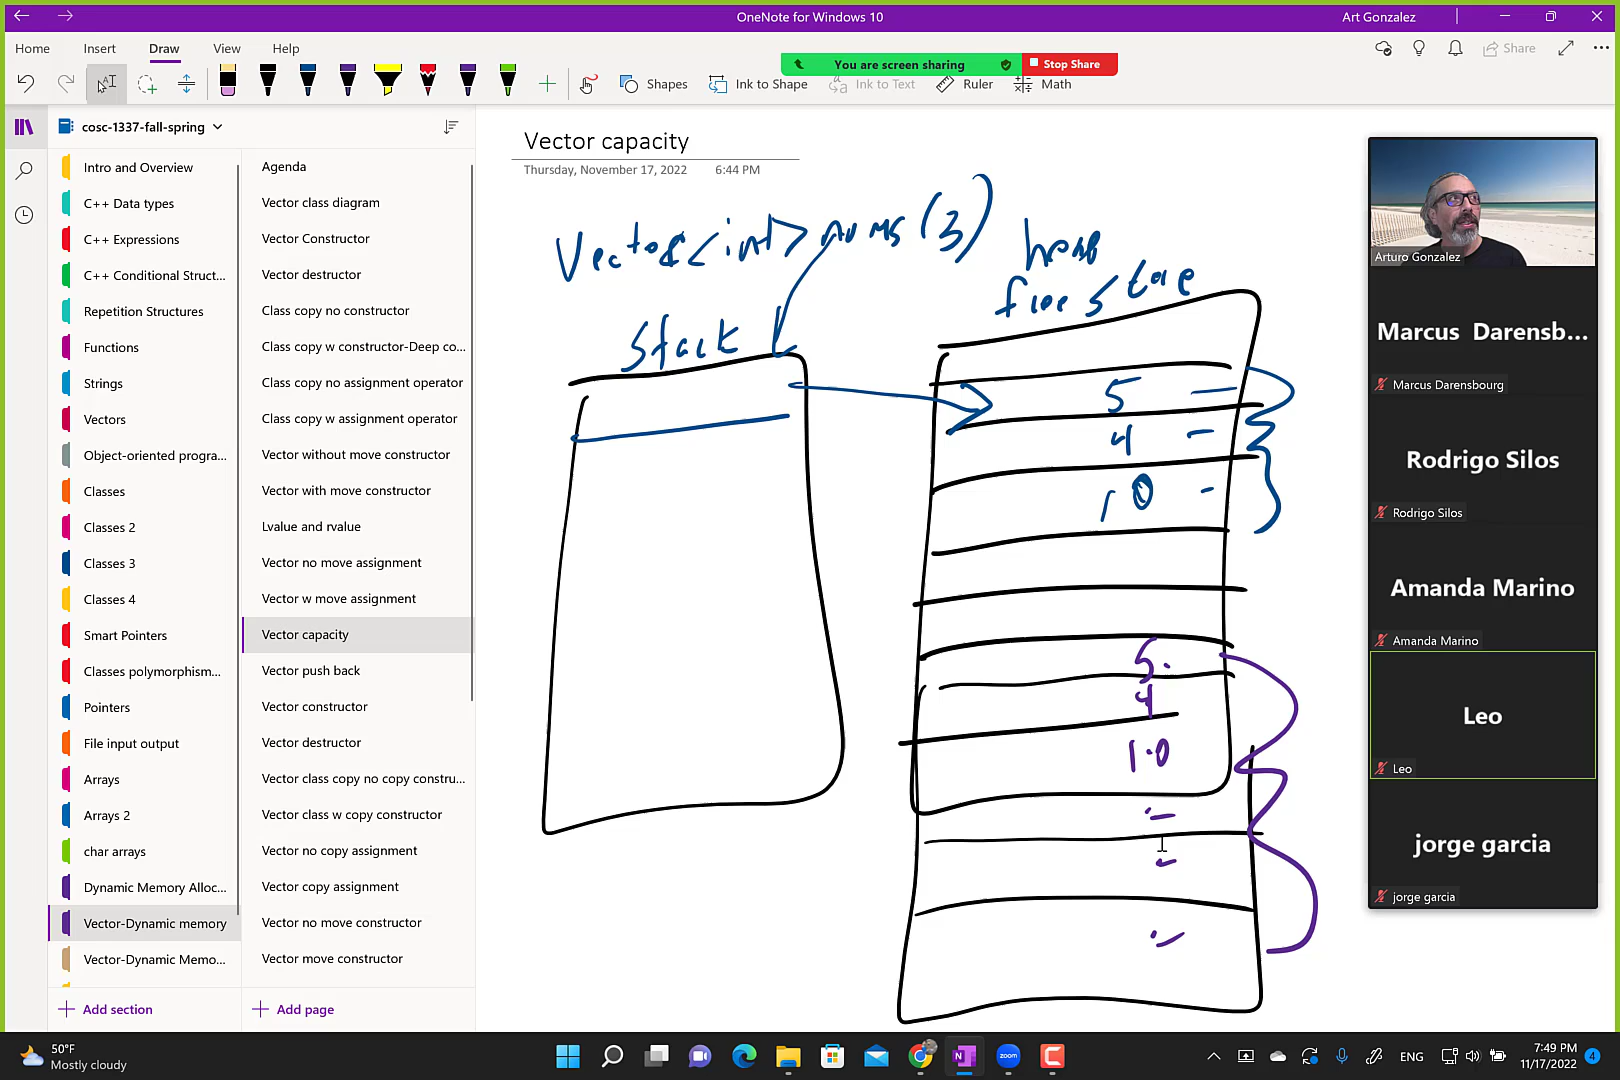 OneNote for Windows 10
Art Gonzalez
Home Insert Draw View Help
Share
You are screen sharing
Stop Share
Shapes
Ink to Shape
Ink to Text
Ruler
Math
cosc-1337-fall-spring
Intro and Overview
C++ Data types
C++ Expressions
C++ Conditional Struct...
Repetition Structures
Functions
Strings
Vectors
Object-oriented progra...
Classes
Classes 2
Classes 3
Classes 4
Smart Pointers
Classes polymorphism...
Pointers
File input output
Arrays
Arrays 2
char arrays
Dynamic Memory Alloc...
Vector-Dynamic memory
Vector-Dynamic Memo...
Add section
Agenda
Vector class diagram
Vector Constructor
Vector destructor
Class copy no constructor
Class copy w constructor-Deep co...
Class copy no assignment operator
Class copy w assignment operator
Vector without move constructor
Vector with move constructor
Lvalue and rvalue
Vector no move assignment
Vector w move assignment
Vector capacity
Vector push back
Vector constructor
Vector destructor
Vector class copy no copy constru...
Vector class w copy constructor
Vector no copy assignment
Vector copy assignment
Vector no move constructor
Vector move constructor
Add page
Vector capacity
Thursday, November 17, 2022 6:44 PM
Vector<int> nums (3)
heap
free store
Stack
5
4
10
5
4
10
Arturo Gonzalez
Marcus Darensb...
Marcus Darensbourg
Rodrigo Silos
Rodrigo Silos
Amanda Marino
Amanda Marino
Leo
Leo
jorge garcia
jorge garcia
50°F
Mostly cloudy
zoom
ENG
7:49 PM
11/17/2022
4